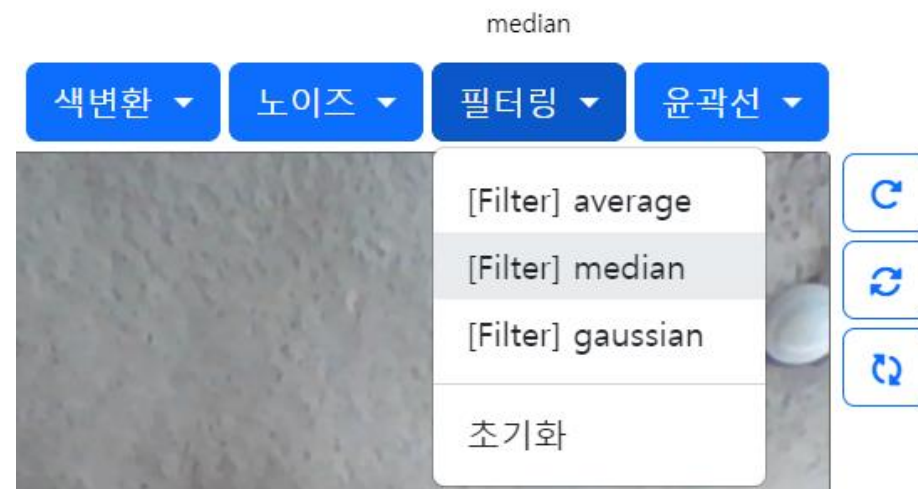 median
색변환 노이즈 필터링 윤곽선
[Filter] average
[Filter] median
[Filter] gaussian
초기화